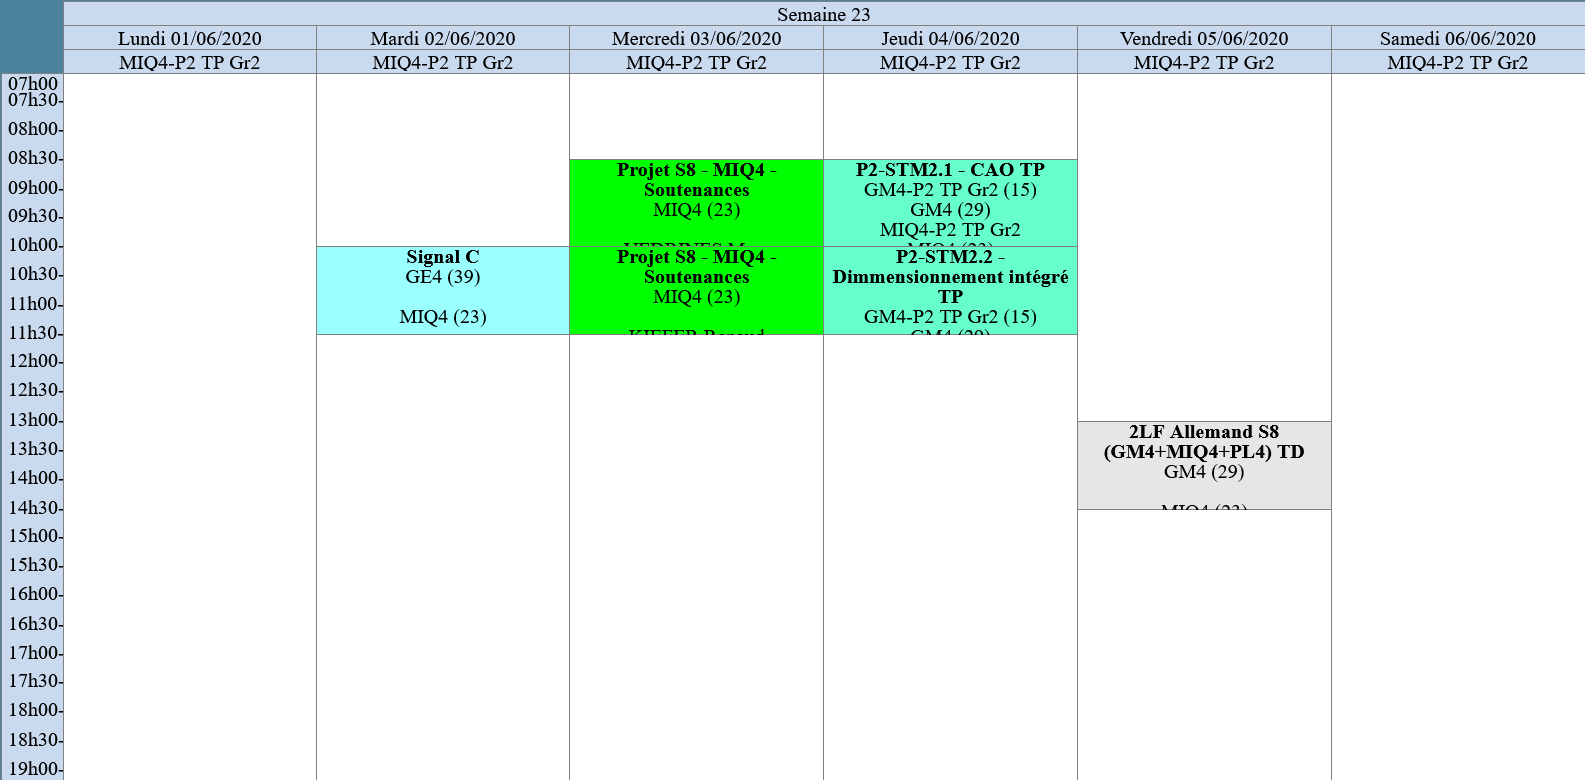 Semaine 23
Lundi 01/06/2020
Mardi 02/06/2020
Mercredi 03/06/2020
Jeudi 04/06/2020
Vendredi 05/06/2020
Samedi 06/06/2020
MIQ4-P2 TP Gr2
MIQ4-P2 TP Gr2
MIQ4-P2 TP Gr2
MIQ4-P2 TP Gr2
MIQ4-P2 TP Gr2
MIQ4-P2 TP Gr2
07h00
07h30
08h00
08h30
09h00
09h30
10h00
10h30
11h00
11h30
12h00
12h30
13h00
13h30
14h00
14h30
15h00
15h30
16h00
16h30
17h00
17h30
18h00
18h30
19h00
Signal C
GE4 (39)
MIQ4 (23)
Projet S8 - MIQ4 -
Soutenances
MIQ4 (23)
Projet S8 - MIQ4 -
Soutenances
MIQ4 (23)
P2-STM2.1 - CAO TP
GM4-P2 TP Gr2 (15)
GM4 (29)
MIQ4-P2 TP Gr2
MIQ4 (23)
P2-STM2.2 -
Dimmensionnement intégré
TP
GM4-P2 TP Gr2 (15)
GM4 (29)
2LF Allemand S8
(GM4+MIQ4+PL4) TD
GM4 (29)
MIQ4 (23)